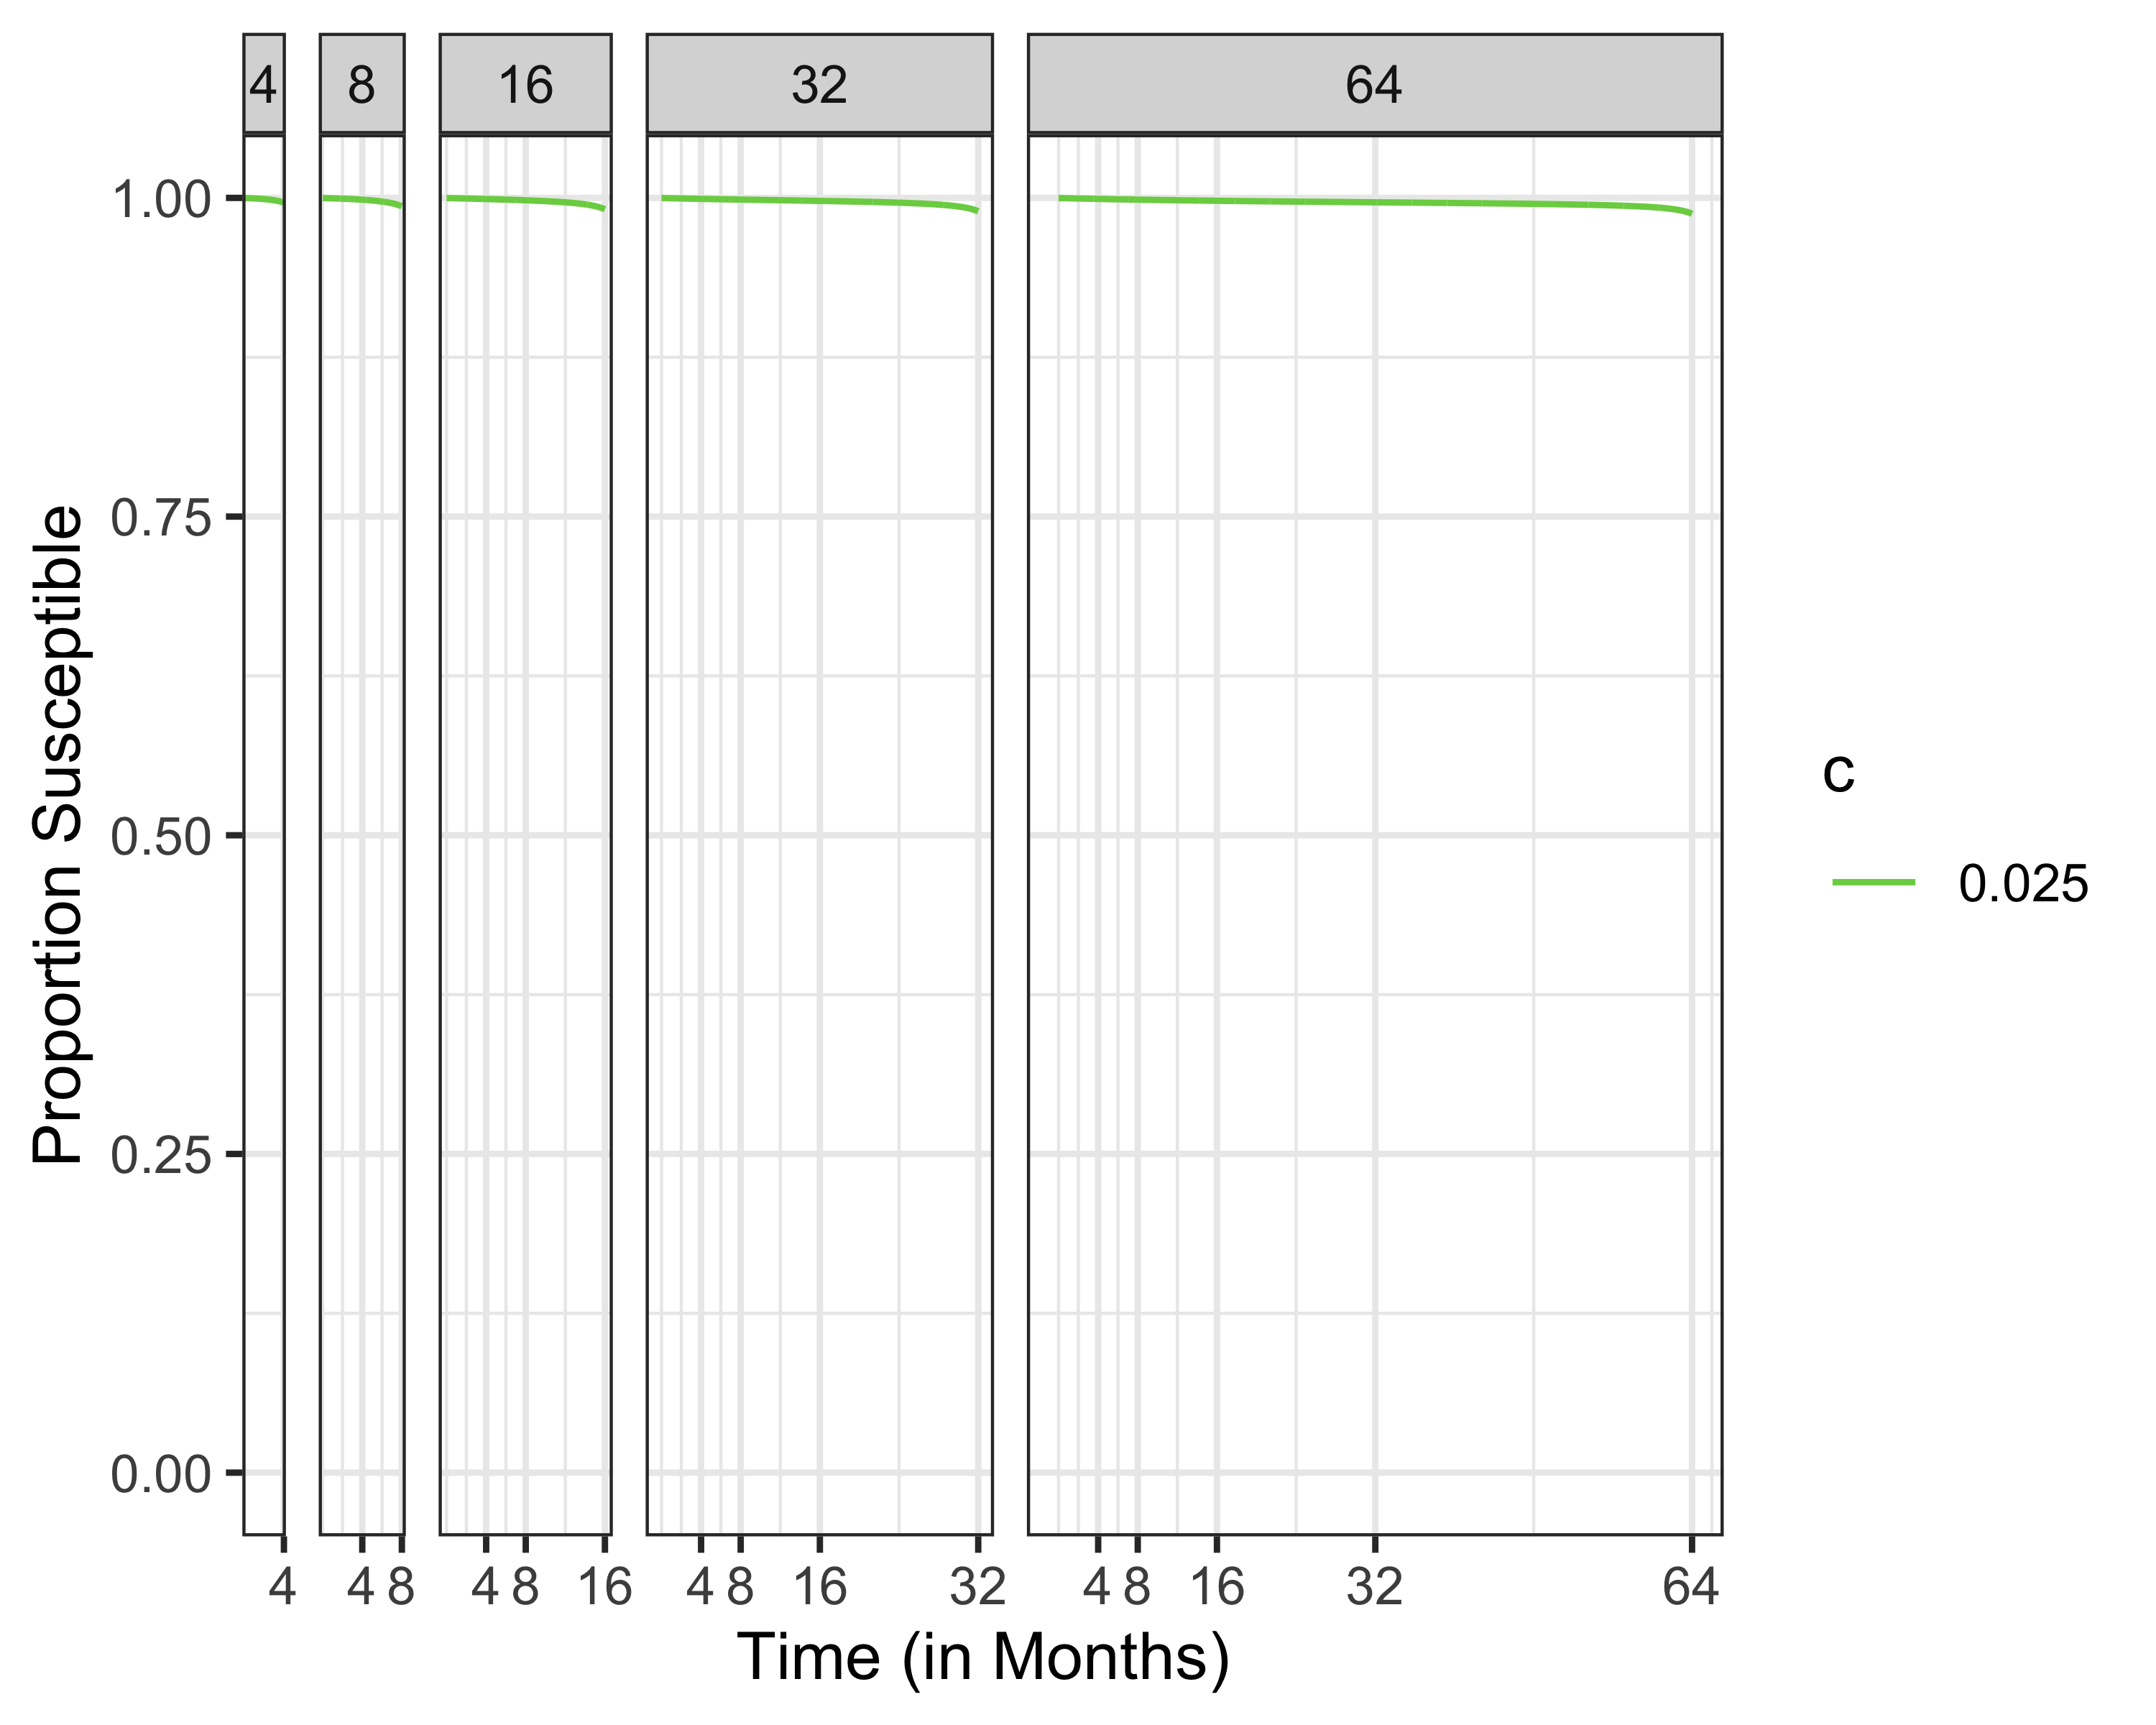 4 8 16 32 64
1.00
0.75
0.50
0.25
0.00
Proportion Susceptible
4 4 8 4 8 16 4 8 16 32 4 8 16 32 64
Time (in Months)
c
0.025